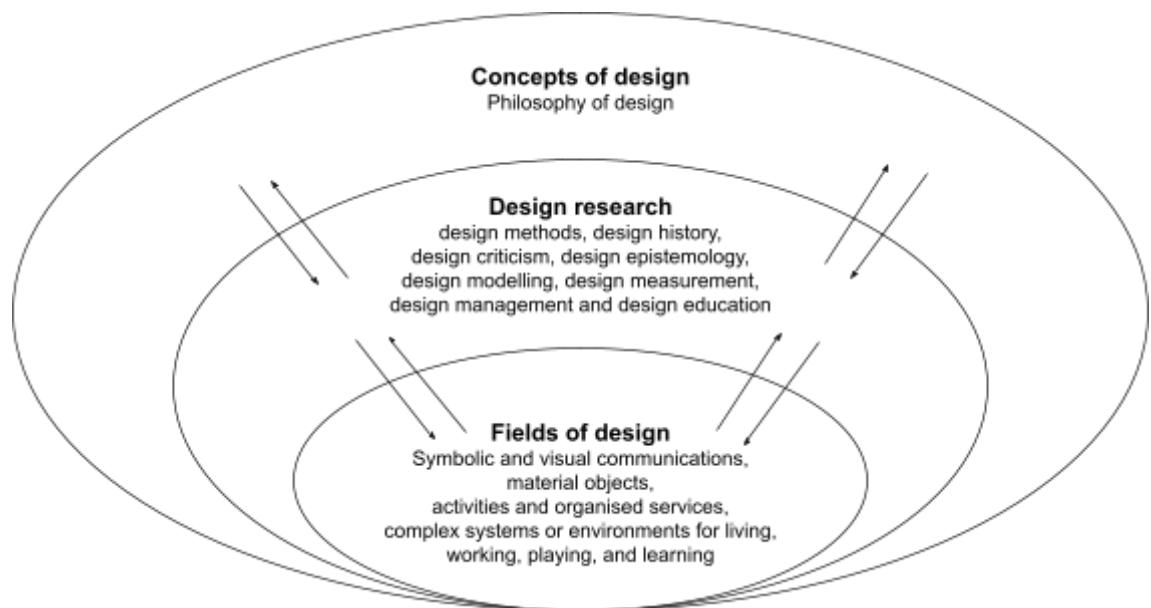 Concepts of design
Philosophy of design
Design research
design methods, design history,
design criticism, design epistemology,
design modelling, design measurement,
design management and design education
Fields of design
Symbolic and visual communications,
material objects,
activities and organised services,
complex systems or environments for living,
working, playing, and learning